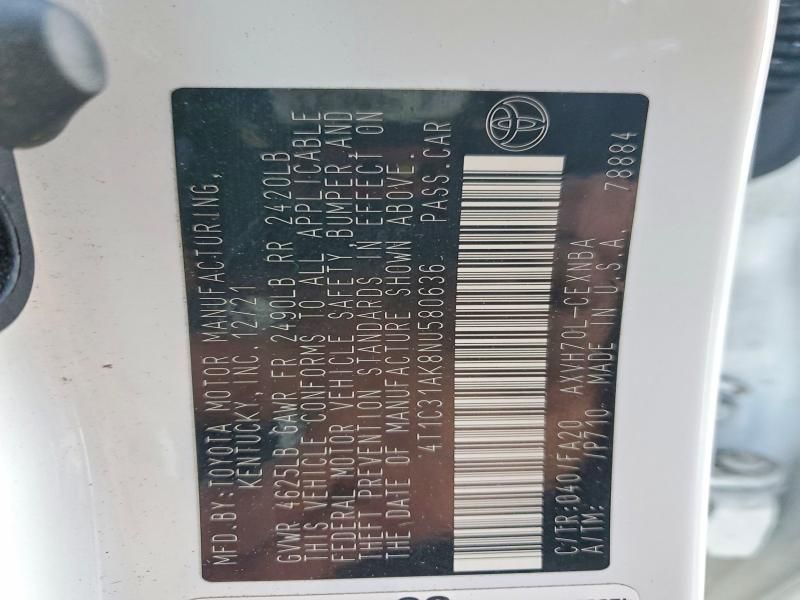 MFD.BY:TOYOTA MOTOR MANUFACTURING,
KENTUCKY,INC. 12/21
GVWR 4625LB GAWR FR 2490LB RR 2420LB
THIS VEHICLE CONFORMS TO ALL APPLICABLE
FEDERAL MOTOR VEHICLE SAFETY,BUMPER,AND
THEFT PREVENTION STANDARDS IN EFFECT ON
THE DATE OF MANUFACTURE SHOWN ABOVE.
4T1C31AK8NU580636 PASS.CAR
C/TR:040/FA20 AXVH70L-CEXNBA
A/TM: /P710 MADE IN U.S.A. 78884